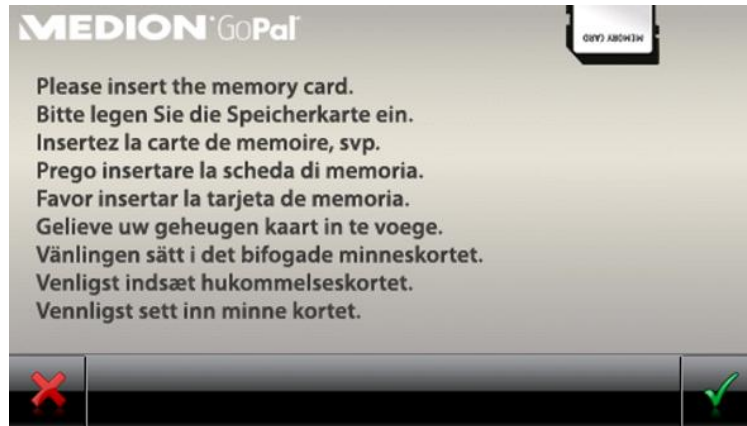 MEDION GoPal
MEMORY CARD
Please insert the memory card.
Bitte legen Sie die Speicherkarte ein.
Insertez la carte de memoire, svp.
Prego insertare la scheda di memoria.
Favor insertar la tarjeta de memoria.
Gelieve uw geheugen kaart in te voege.
Vänlingen sätt i det bifogade minneskortet.
Venligst indsæt hukommelseskortet.
Vennligst sett inn minne kortet.